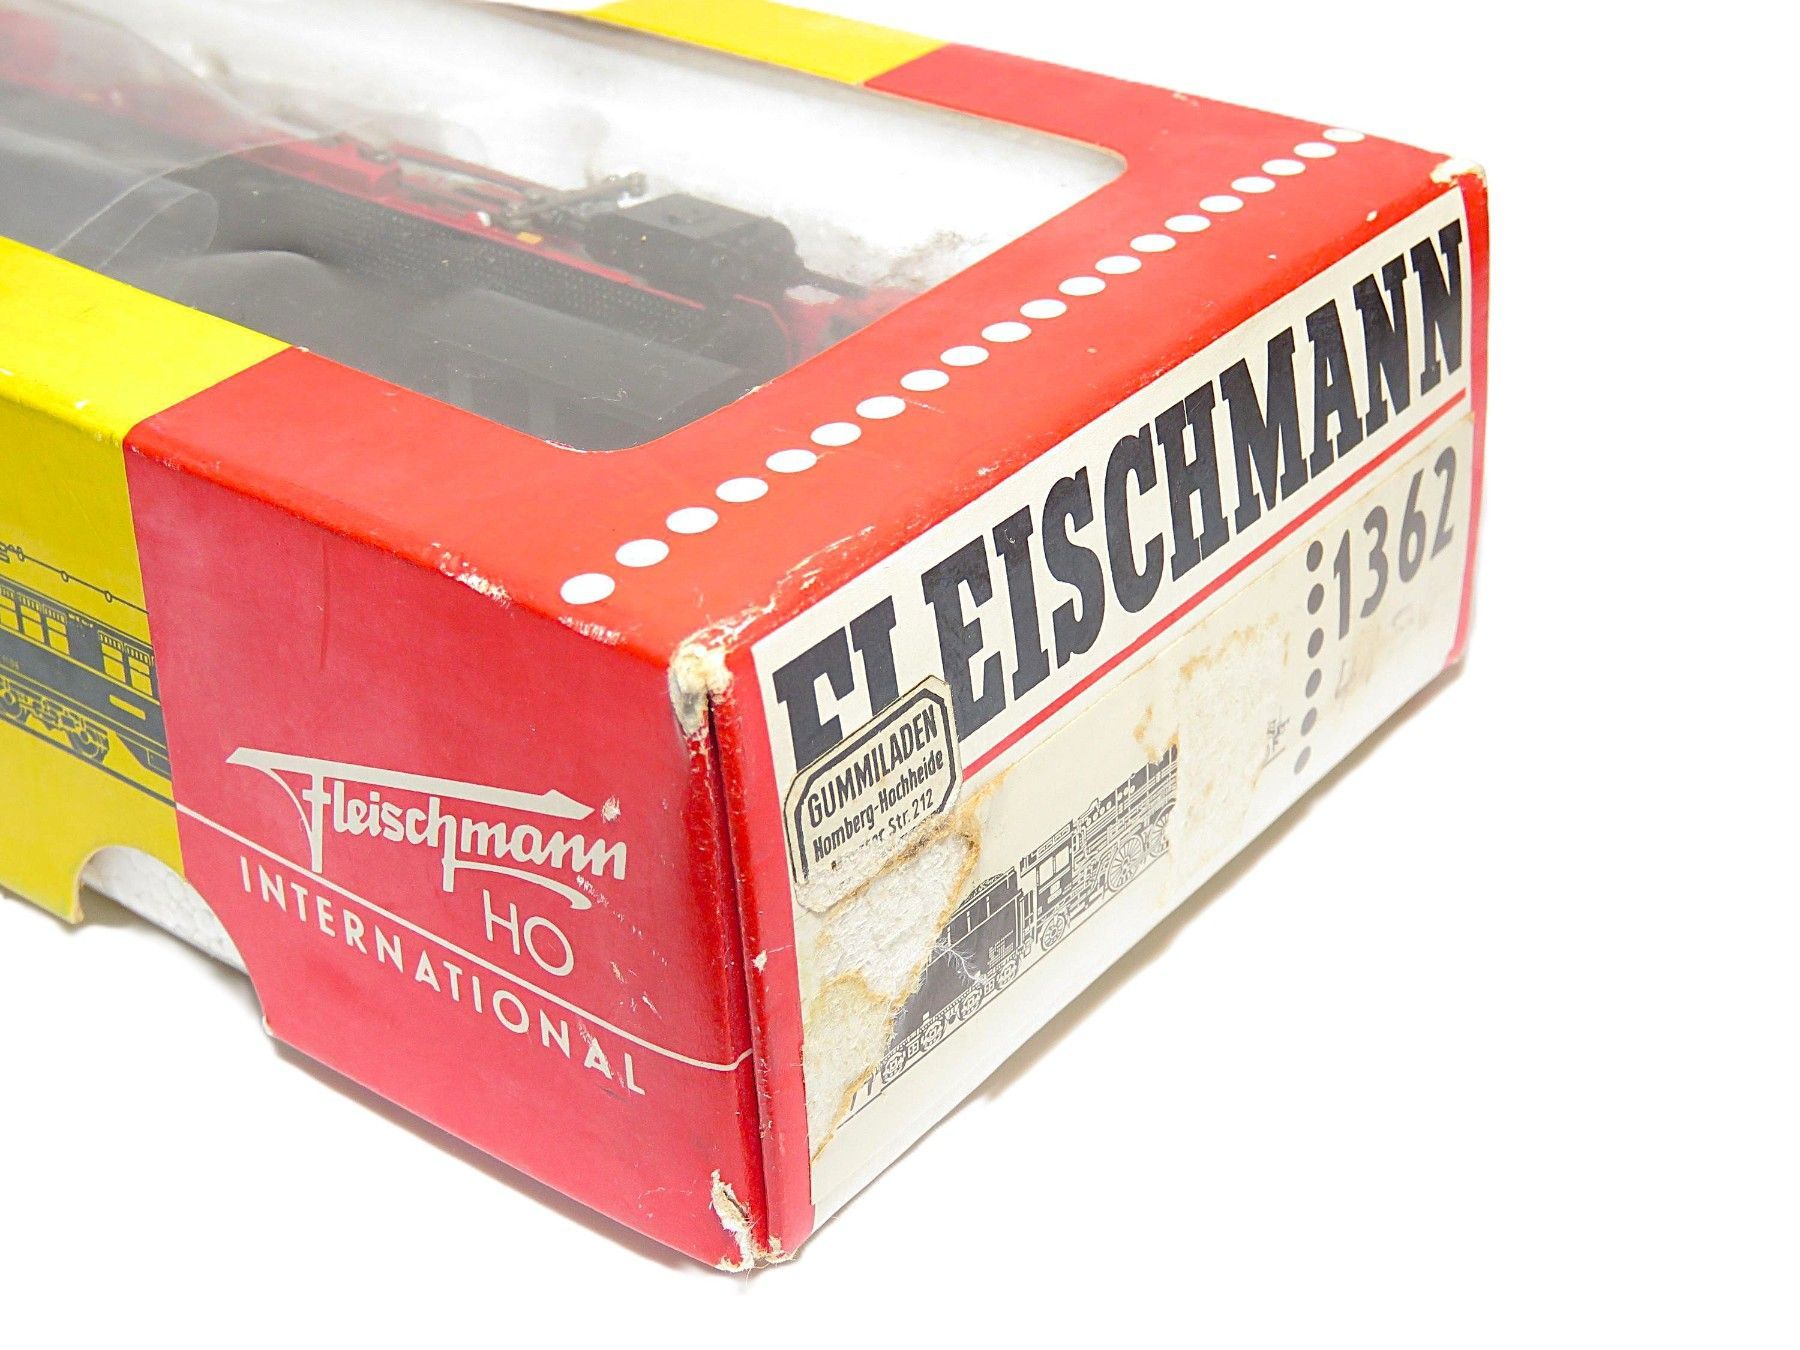 FLEISCHMANN
1362
GUMMILADEN
Homberg-Hochheide
Str. 212
Fleischmann
HO
INTERNATIONAL